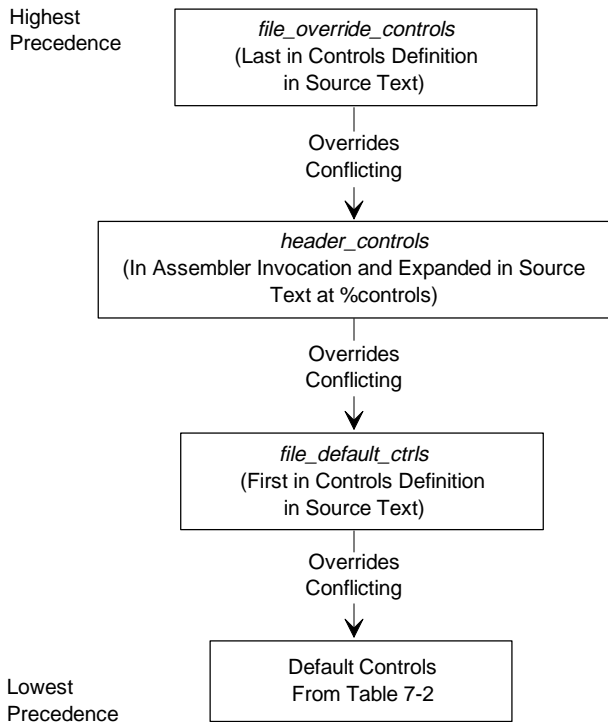 Highest
Precedence
file_override_controls
(Last in Controls Definition
in Source Text)
Overrides
Conflicting
header_controls
(In Assembler Invocation and Expanded in Source
Text at %controls)
Overrides
Conflicting
file_default_ctrls
(First in Controls Definition
in Source Text)
Overrides
Conflicting
Default Controls
From Table 7-2
Lowest
Precedence